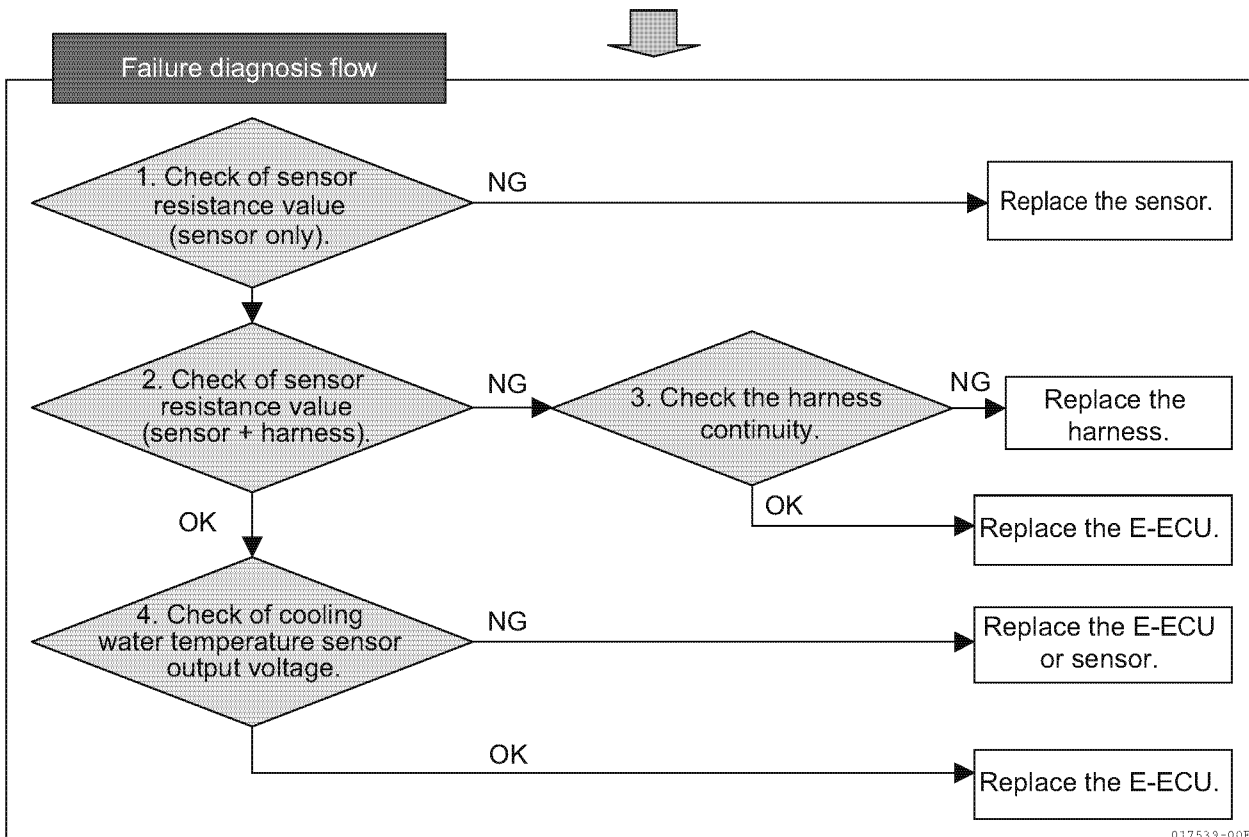 Failure diagnosis flow
1. Check of sensor
resistance value
(sensor only).
NG
Replace the sensor.
2. Check of sensor
resistance value
(sensor + harness).
NG
3. Check the harness
continuity.
NG
Replace the
harness.
OK
Replace the E-ECU.
OK
4. Check of cooling
water temperature sensor
output voltage.
NG
Replace the E-ECU
or sensor.
OK
Replace the E-ECU.